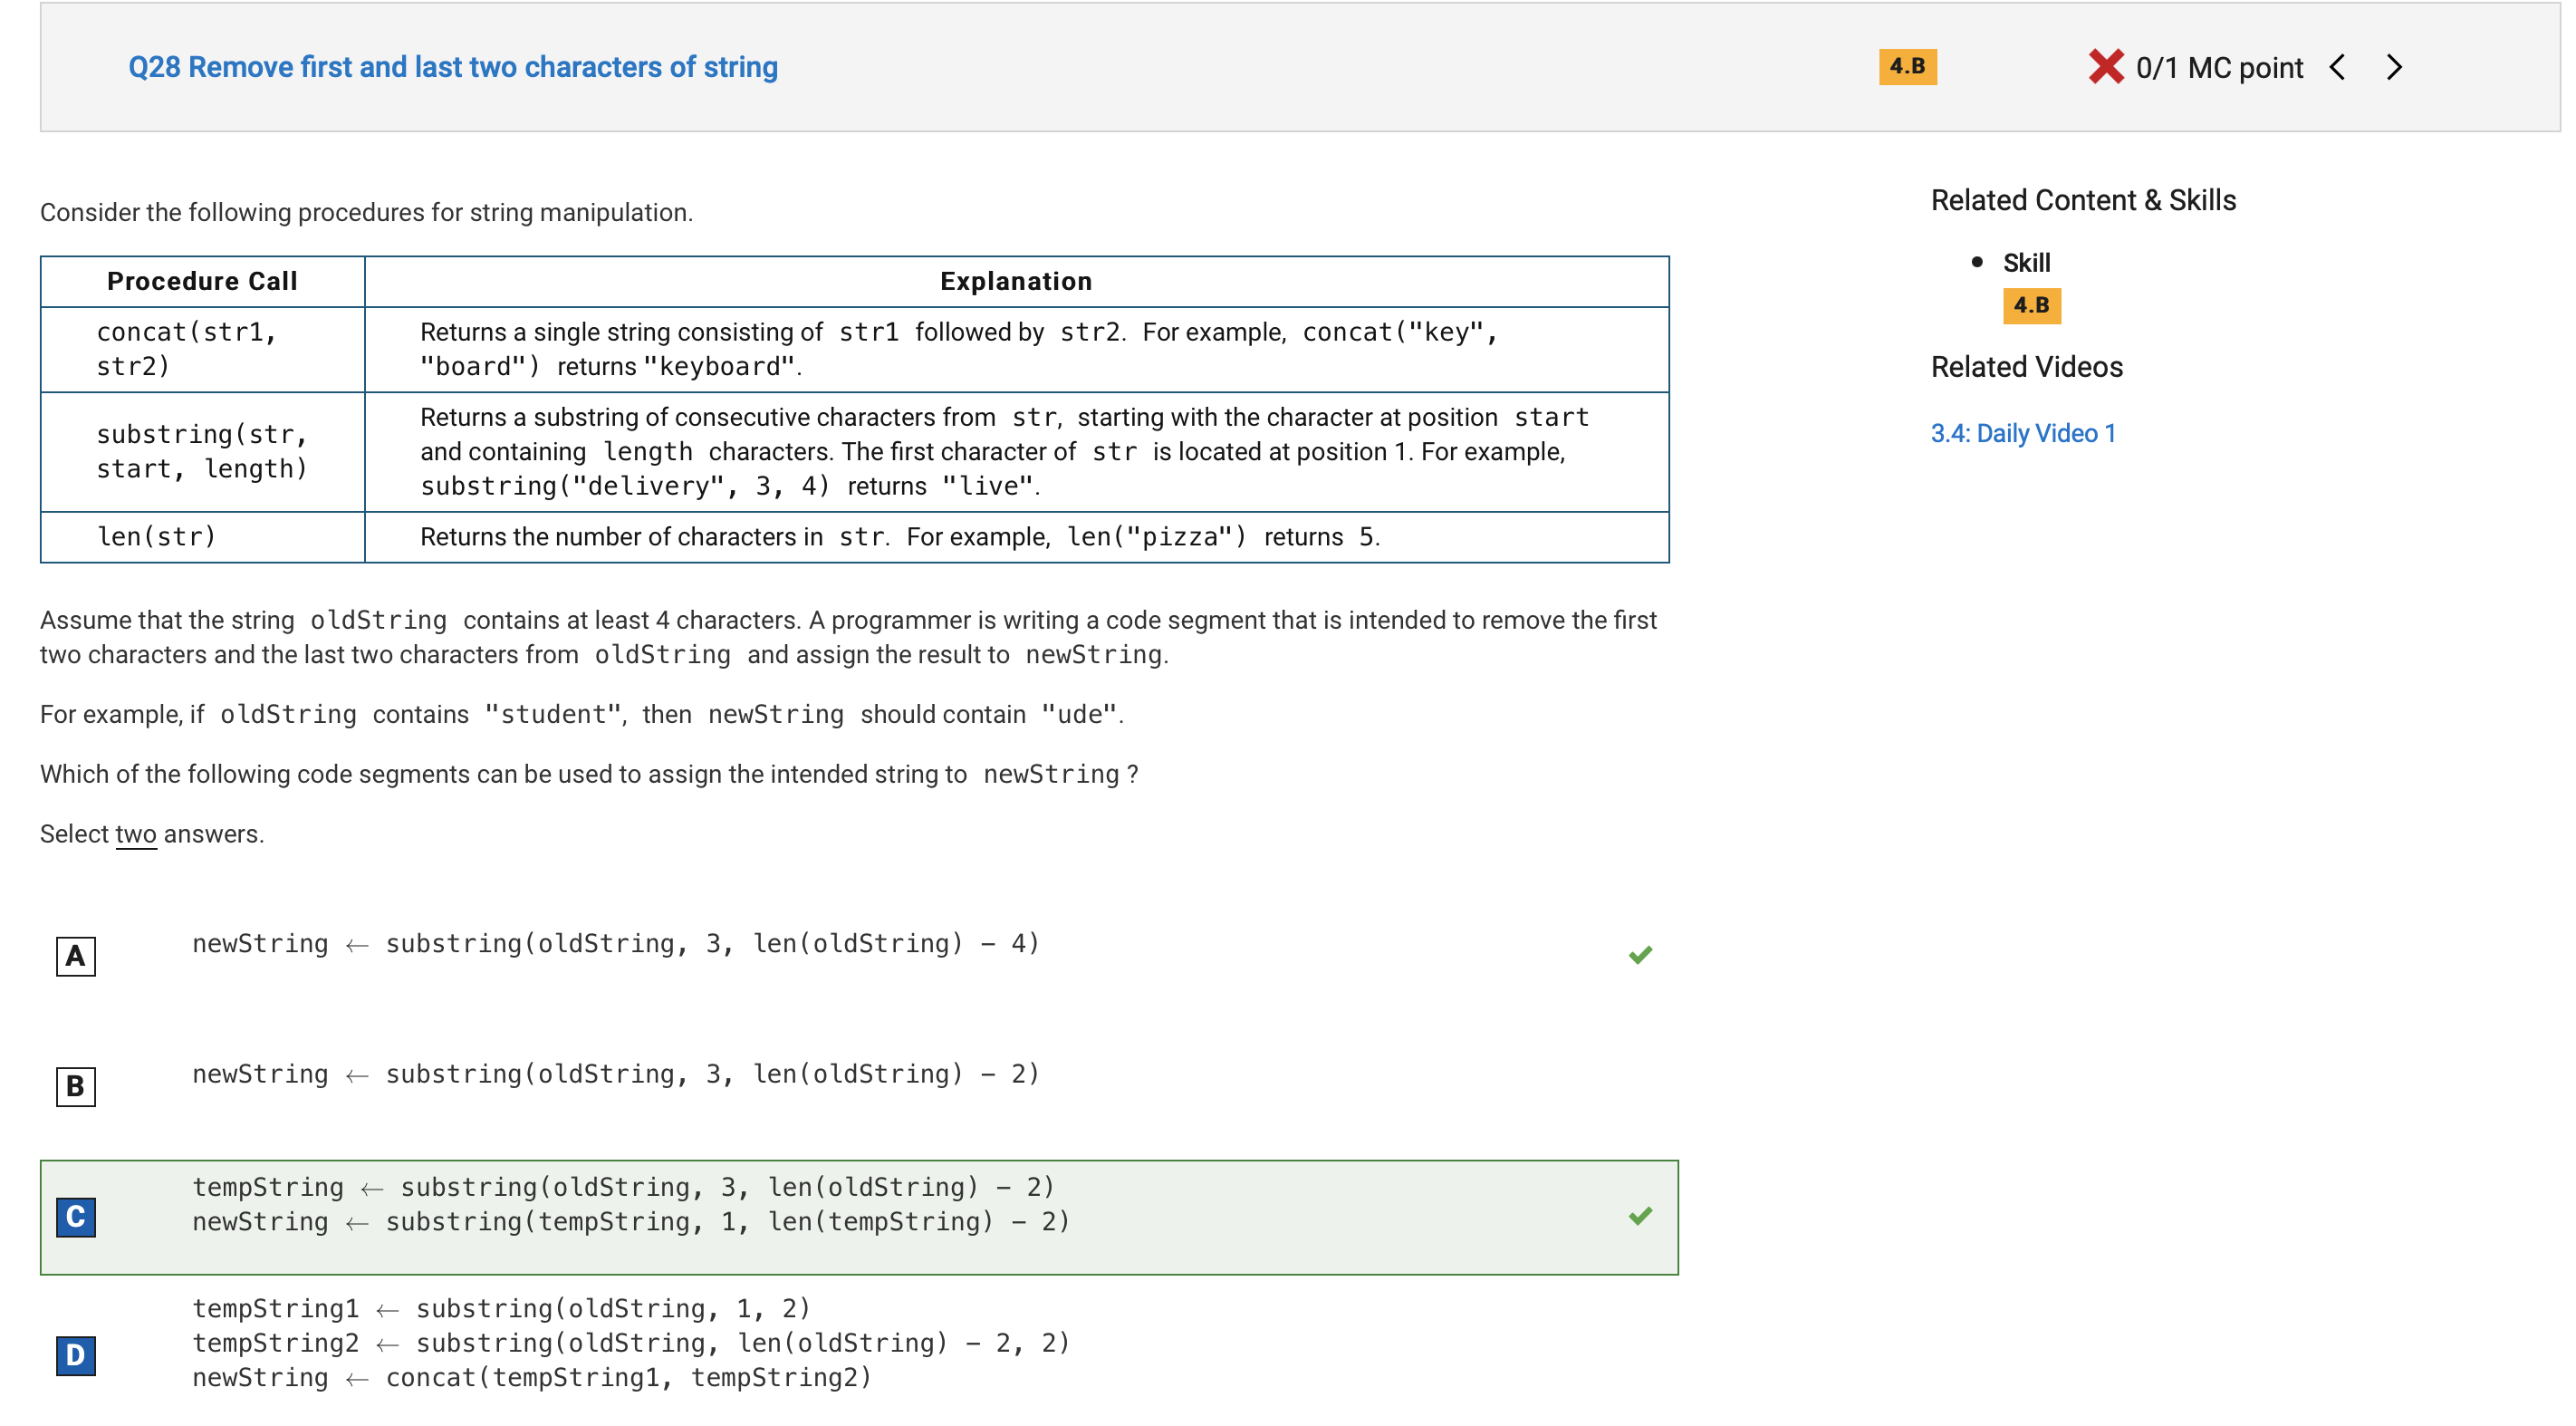 Q28 Remove first and last two characters of string
4.B
0/1 MC point
Consider the following procedures for string manipulation.
Procedure Call
Explanation
concat(str1,
str2)
Returns a single string consisting of str1 followed by str2. For example, concat("key",
"board") returns "keyboard".
substring(str,
start, length)
Returns a substring of consecutive characters from str, starting with the character at position start
and containing length characters. The first character of str is located at position 1. For example,
substring("delivery", 3, 4) returns "live".
len(str)
Returns the number of characters in str. For example, len("pizza") returns 5.
Assume that the string oldString contains at least 4 characters. A programmer is writing a code segment that is intended to remove the first
two characters and the last two characters from oldString and assign the result to newString.
For example, if oldString contains "student", then newString should contain "ude".
Which of the following code segments can be used to assign the intended string to newString ?
Select two answers.
A
newString ← substring(oldString, 3, len(oldString) - 4)
B
newString ← substring(oldString, 3, len(oldString) - 2)
C
tempString ← substring(oldString, 3, len(oldString) - 2)
newString ← substring(tempString, 1, len(tempString) - 2)
D
tempString1 ← substring(oldString, 1, 2)
tempString2 ← substring(oldString, len(oldString) - 2, 2)
newString ← concat(tempString1, tempString2)
Related Content & Skills
Skill
4.B
Related Videos
3.4: Daily Video 1